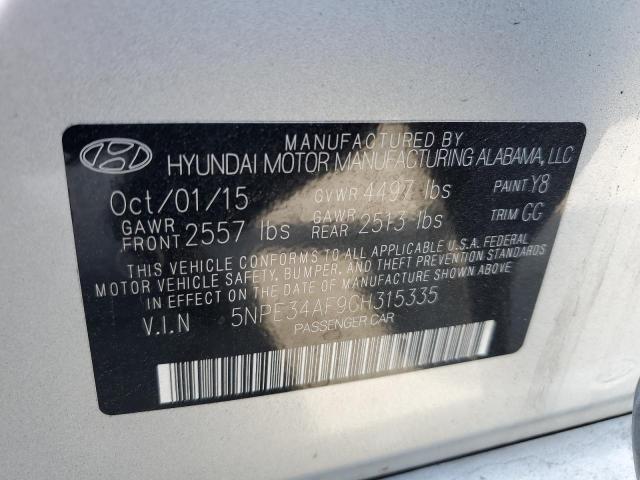 MANUFACTURED BY
HYUNDAI MOTOR MANUFACTURING ALABAMA, LLC
Oct/01/15 GVWR 4497 lbs PAINT Y8
GAWR FRONT 2557 lbs GAWR REAR 2513 lbs TRIM GG
THIS VEHICLE CONFORMS TO ALL APPLICABLE U.S.A. FEDERAL
MOTOR VEHICLE SAFETY, BUMPER, AND THEFT PREVENTION STANDARDS
IN EFFECT ON THE DATE OF MANUFACTURE SHOWN ABOVE.
V.I.N 5NPE34AF9GH315335
PASSENGER CAR